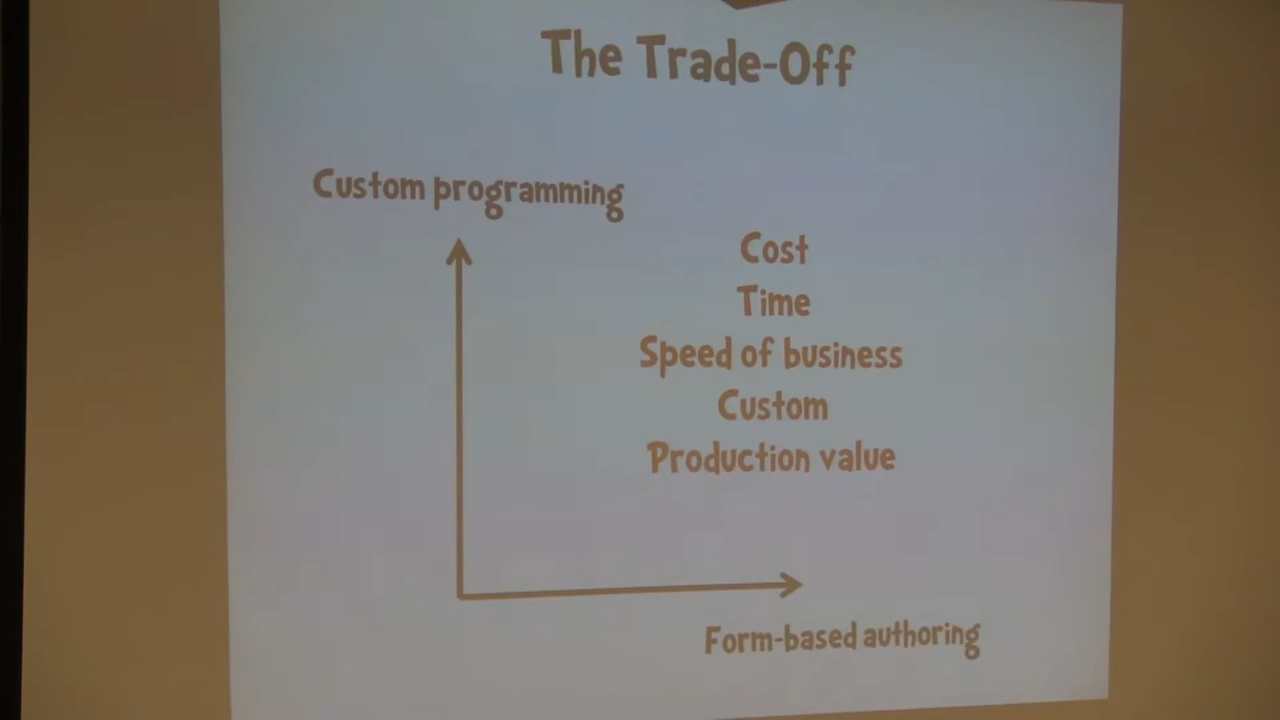 The Trade-Off
Custom programming
Cost
Time
Speed of business
Custom
Production value
Form-based authoring